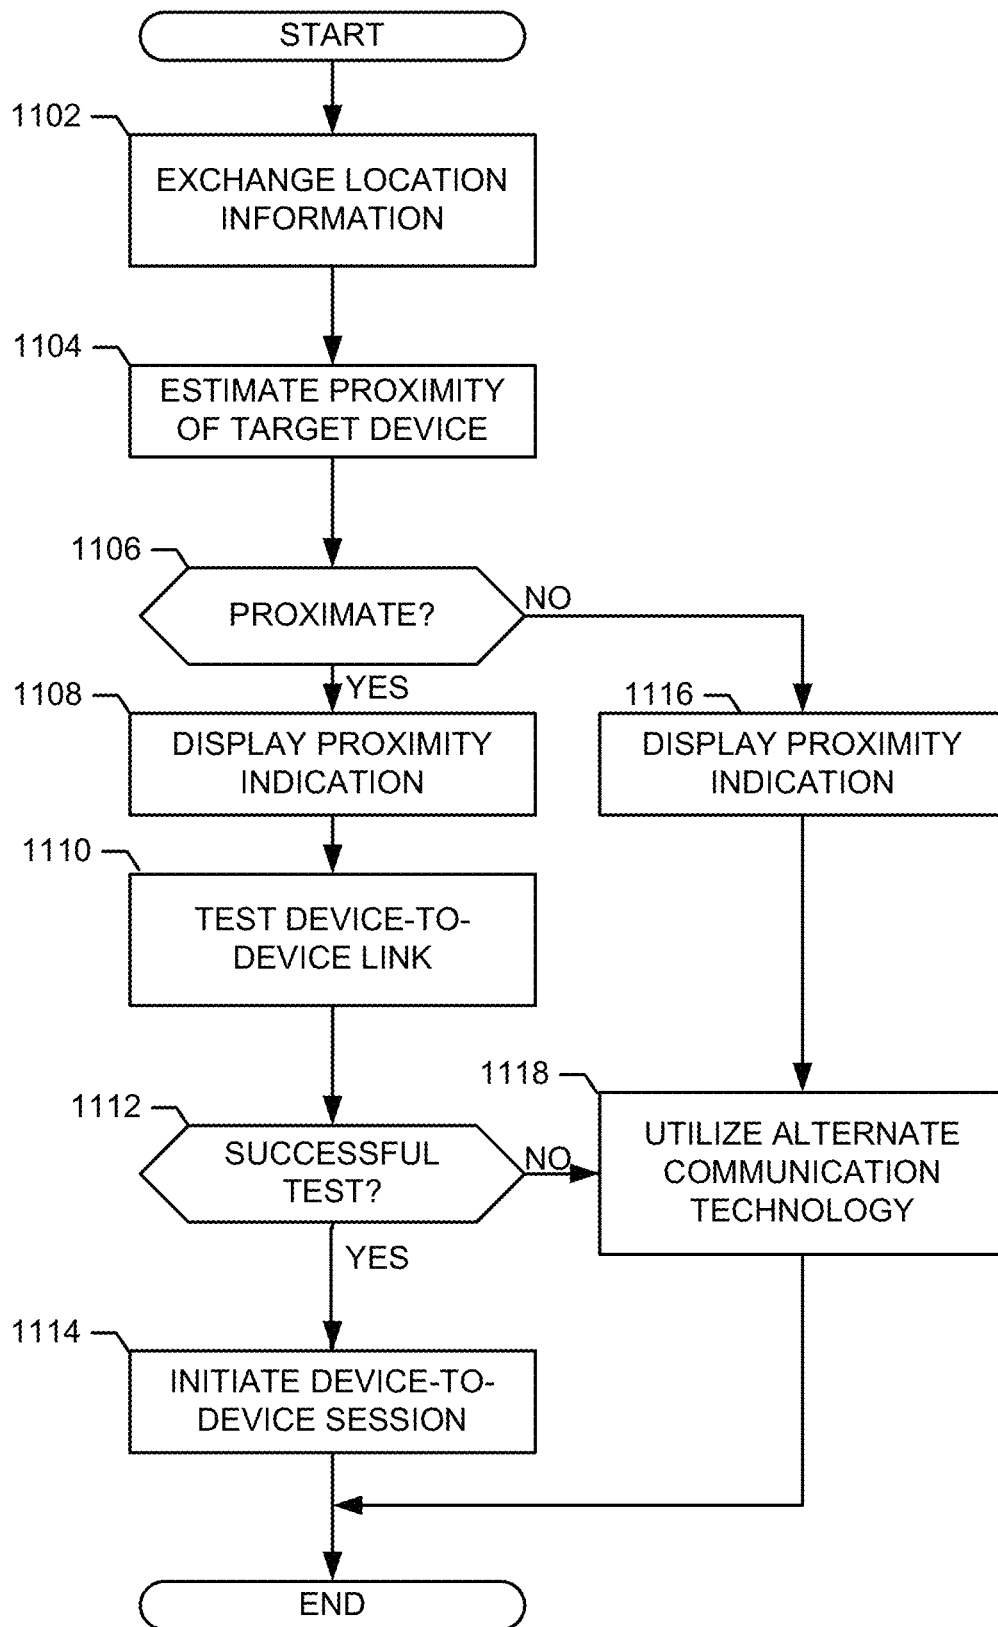 START
1102
EXCHANGE LOCATION
INFORMATION
1104
ESTIMATE PROXIMITY
OF TARGET DEVICE
1106
PROXIMATE?
NO
YES
1108
DISPLAY PROXIMITY
INDICATION
1116
DISPLAY PROXIMITY
INDICATION
1110
TEST DEVICE-TO-
DEVICE LINK
1112
SUCCESSFUL
TEST?
NO
YES
1118
UTILIZE ALTERNATE
COMMUNICATION
TECHNOLOGY
1114
INITIATE DEVICE-TO-
DEVICE SESSION
END